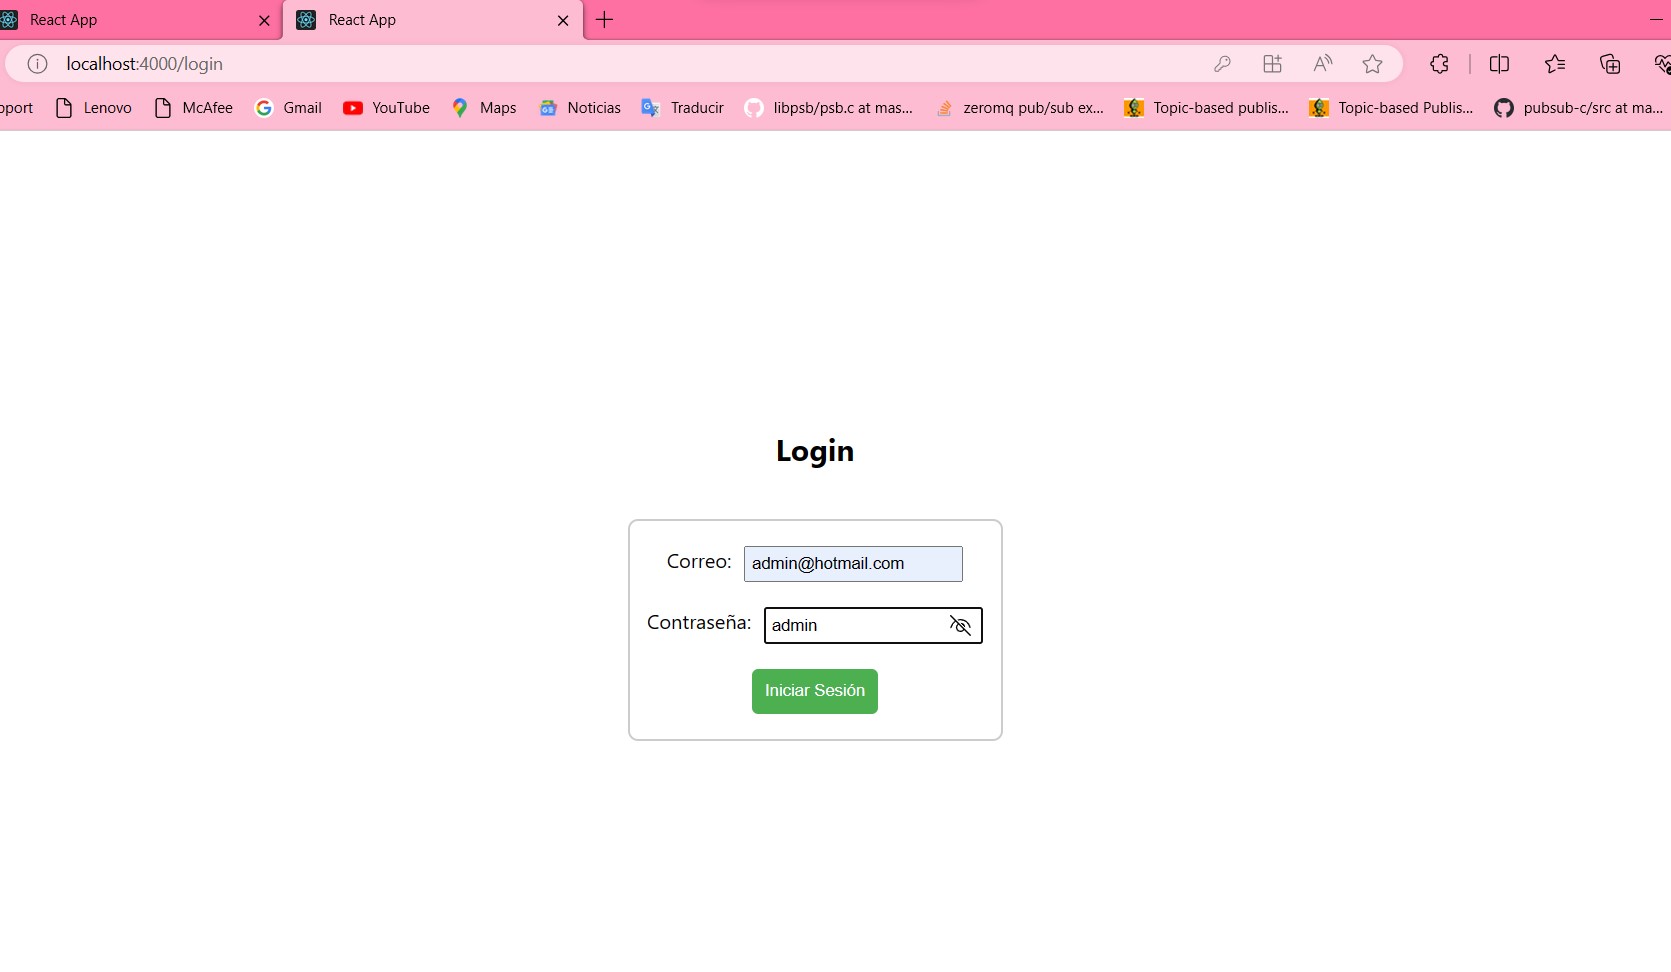 React App
React App
localhost:4000/login
Lenovo McAfee Gmail YouTube Maps Noticias Traducir libpsb/psb.c at mas... zeromq pub/sub ex... Topic-based publis... Topic-based Publis... pubsub-c/src at ma...
Login
Correo: admin@hotmail.com
Contraseña: admin
Iniciar Sesión